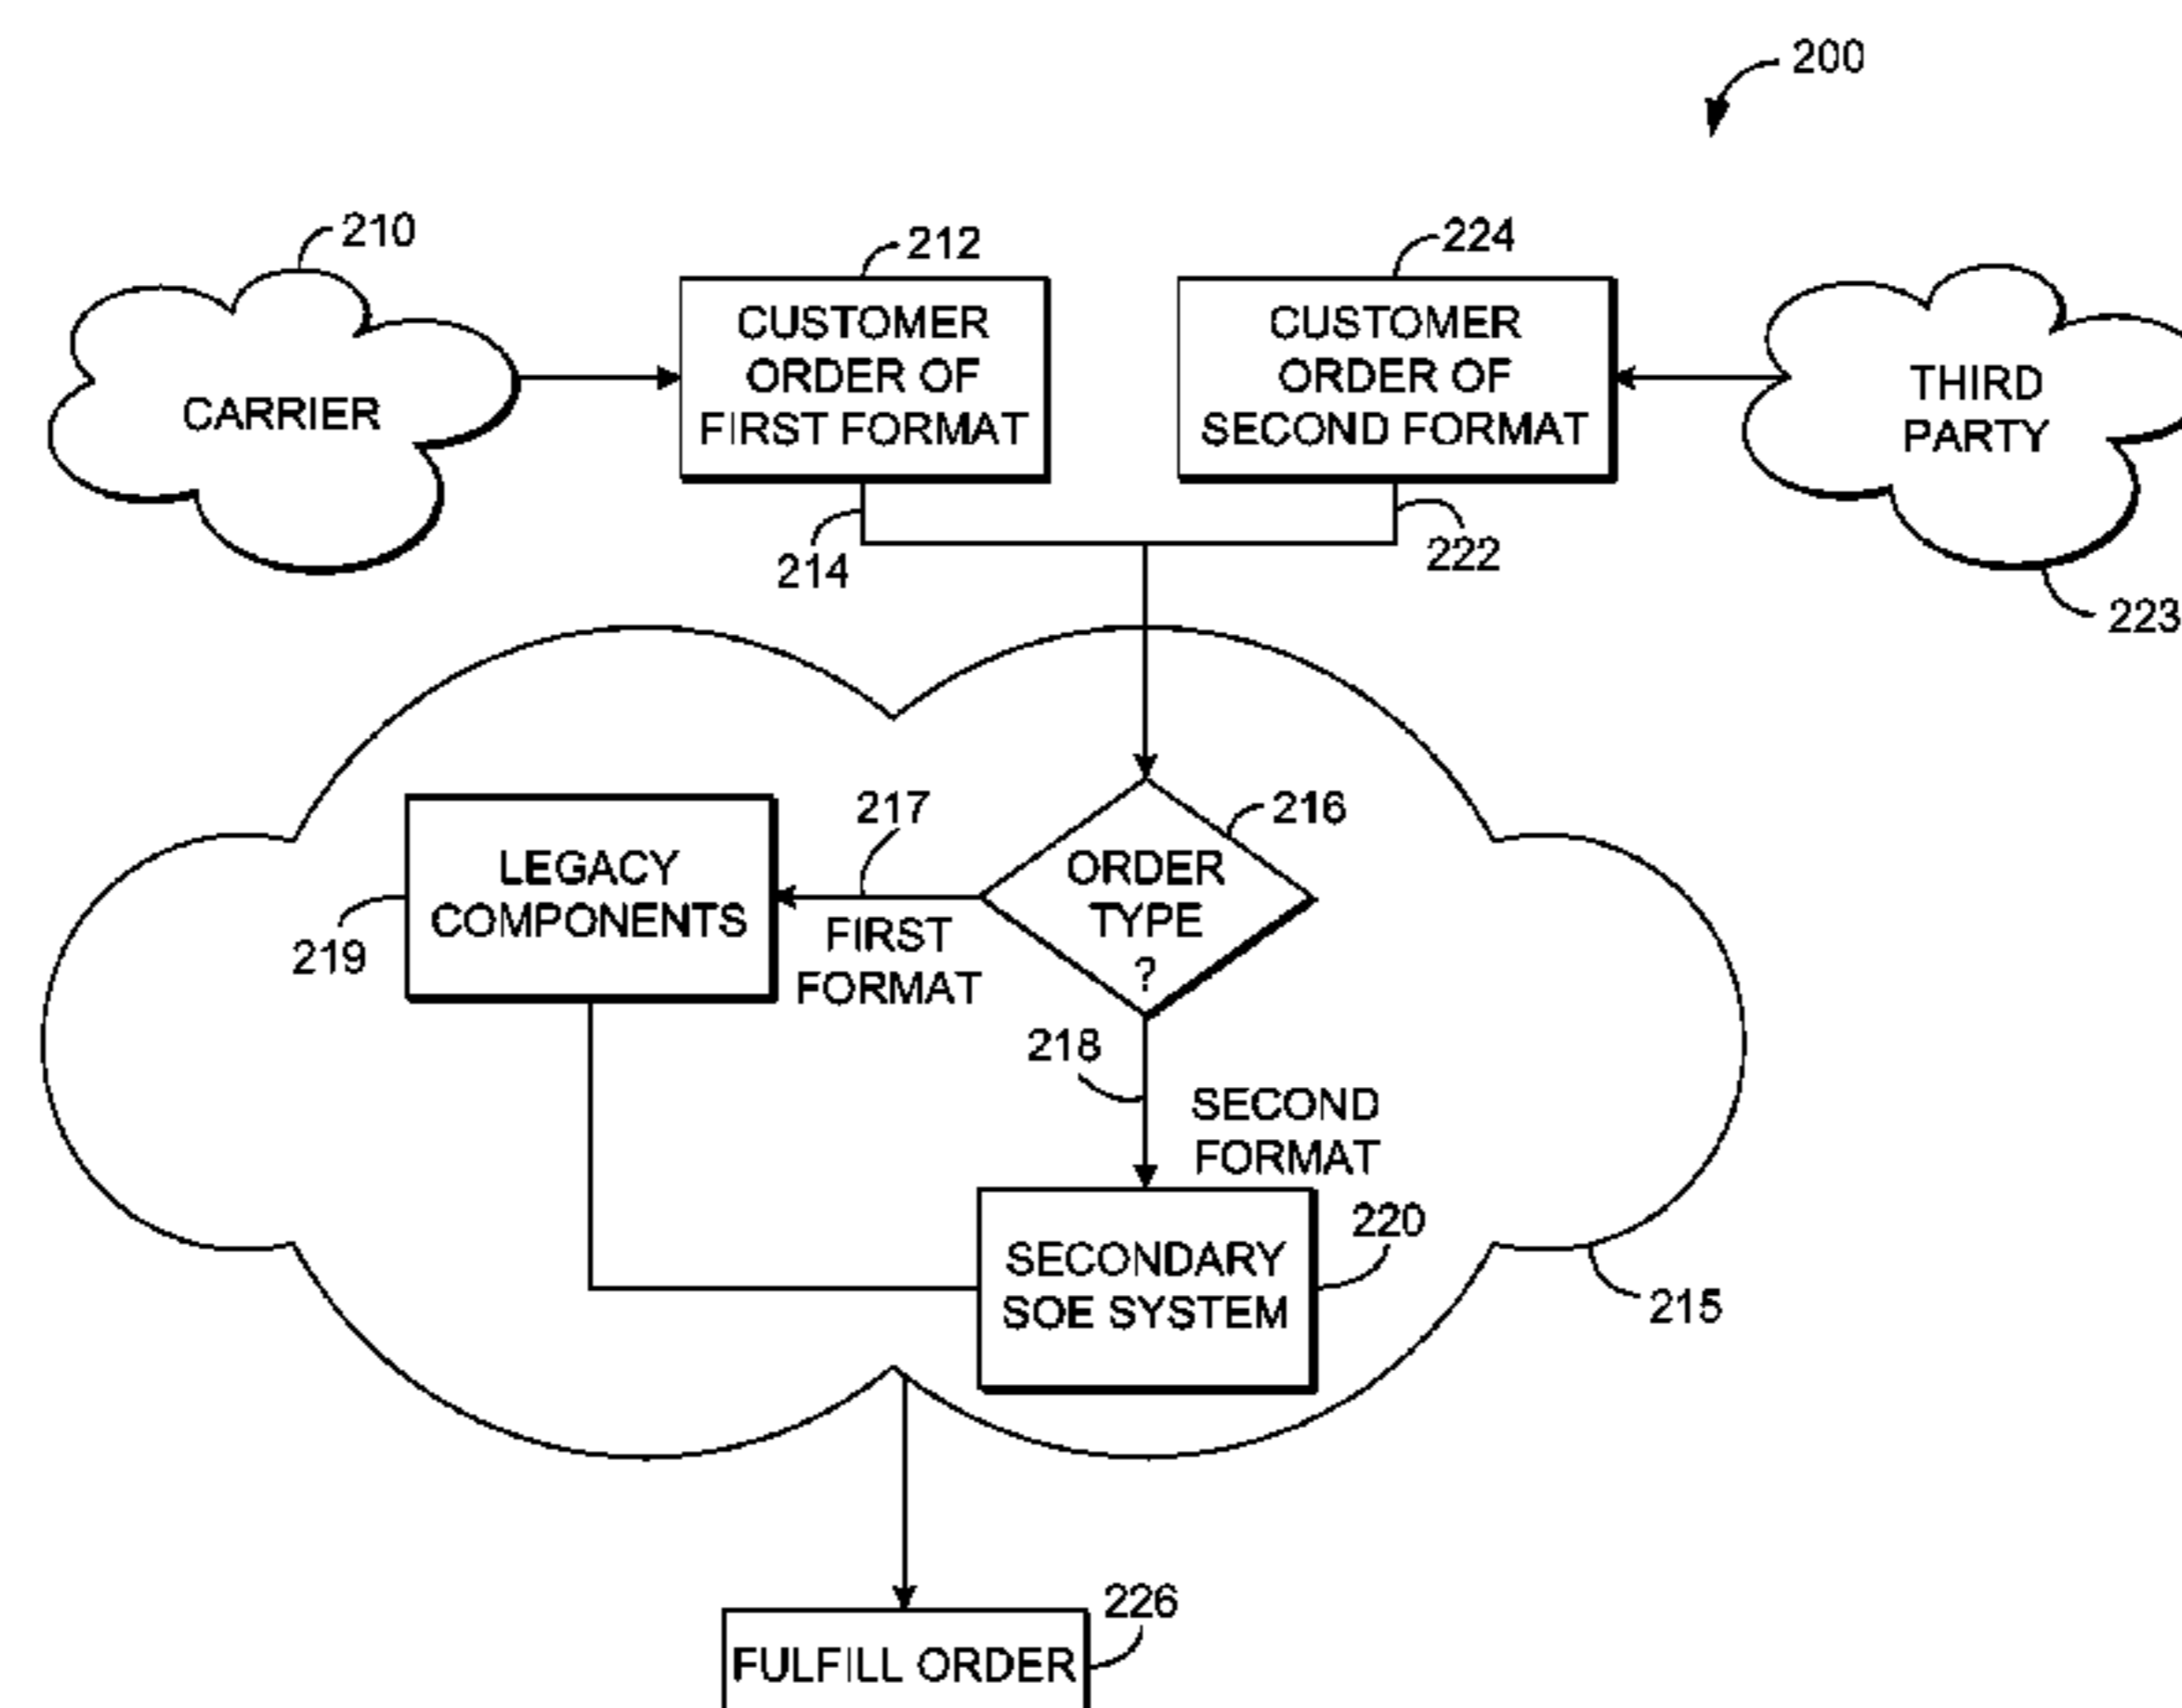 200
210
212
224
CUSTOMER
ORDER OF
FIRST FORMAT
CUSTOMER
ORDER OF
SECOND FORMAT
CARRIER
THIRD
PARTY
214
222
223
217
216
LEGACY
COMPONENTS
ORDER
TYPE
?
219
FIRST
FORMAT
218
SECOND
FORMAT
220
SECONDARY
SOE SYSTEM
215
226
FULFILL ORDER